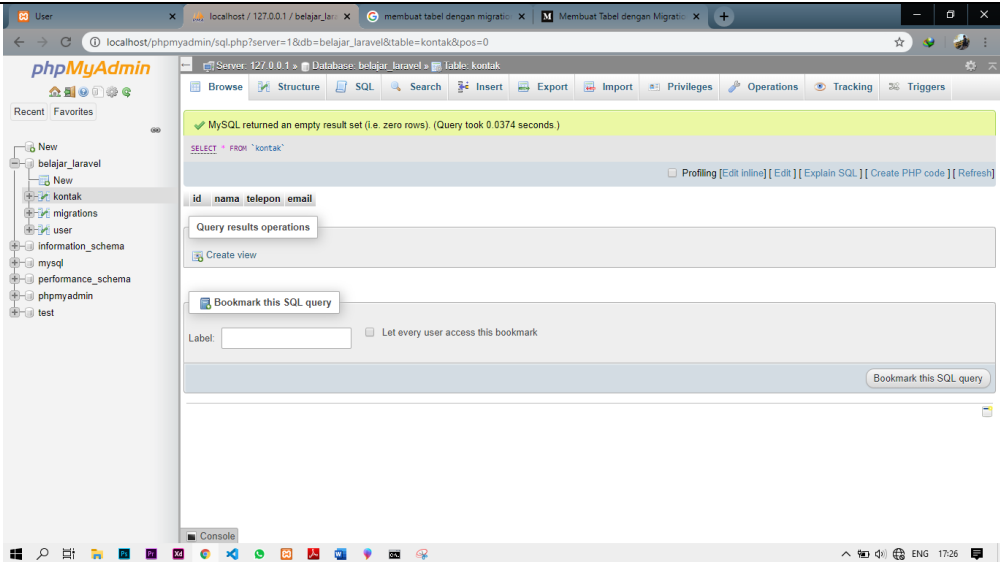 User
localhost / 127.0.0.1 / belajar_lara
membuat tabel dengan migration
Membuat Tabel dengan Migratio
localhost/phpmyadmin/sql.php?server=1&db=belajar_laravel&table=kontak&pos=0
phpMyAdmin
Recent Favorites
New
belajar_laravel
New
kontak
migrations
user
information_schema
mysql
performance_schema
phpmyadmin
test
Server: 127.0.0.1 » Database: belajar_laravel » Table: kontak
Browse Structure SQL Search Insert Export Import Privileges Operations Tracking Triggers
MySQL returned an empty result set (i.e. zero rows). (Query took 0.0374 seconds.)
SELECT * FROM `kontak`
Profiling [Edit inline] [ Edit ] [ Explain SQL ] [ Create PHP code ] [ Refresh]
id nama telepon email
Query results operations
Create view
Bookmark this SQL query
Label: Let every user access this bookmark
Bookmark this SQL query
Console
ENG 17:26